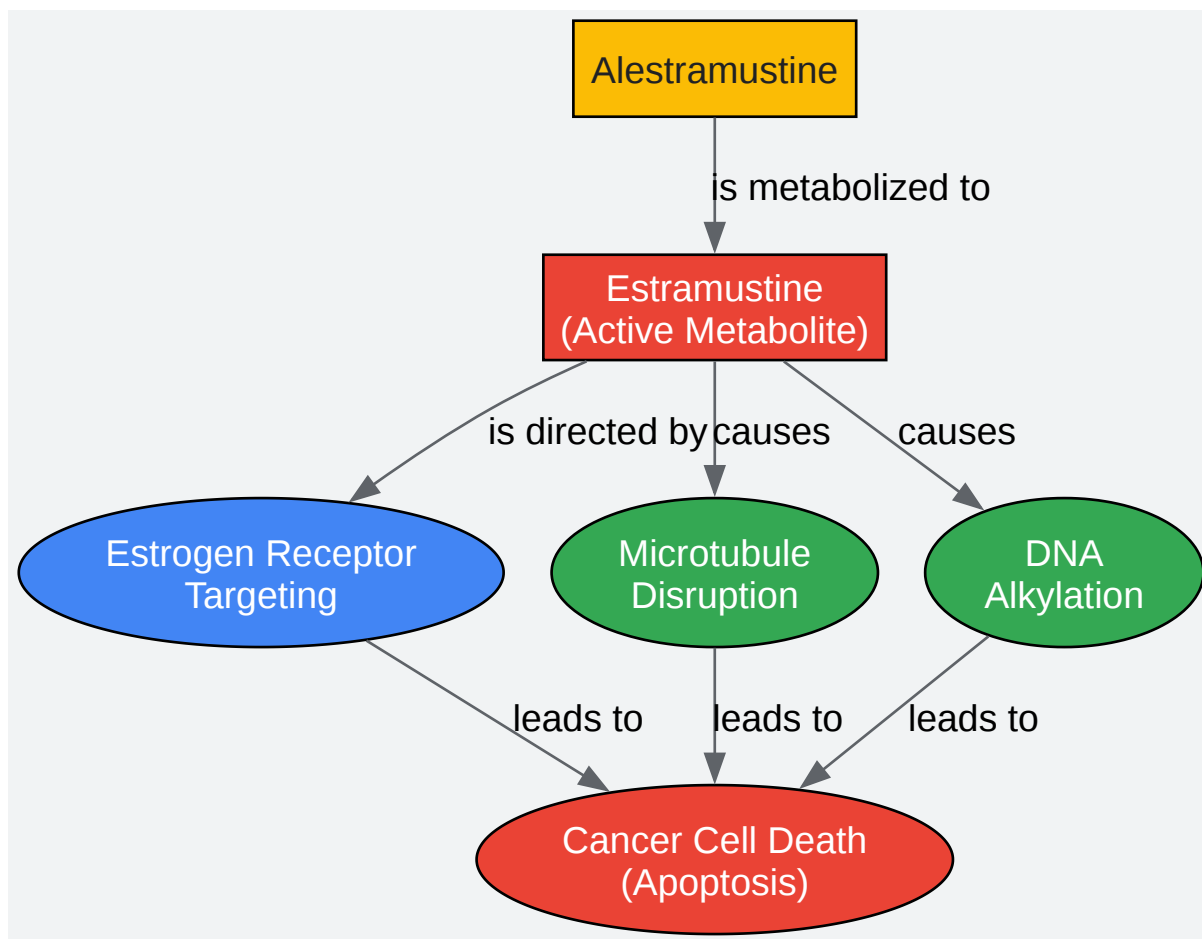 Alestramustine
is metabolized to
Estramustine
(Active Metabolite)
is directed by
causes
causes
Estrogen Receptor
Targeting
Microtubule
Disruption
DNA
Alkylation
leads to
leads to
leads to
Cancer Cell Death
(Apoptosis)